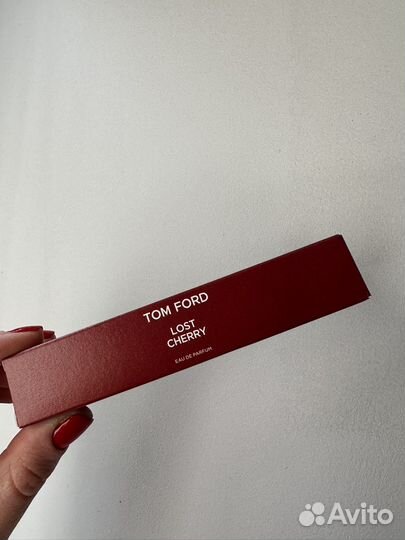 TOM FORD
LOST
CHERRY
EAU DE PARFUM
Avito